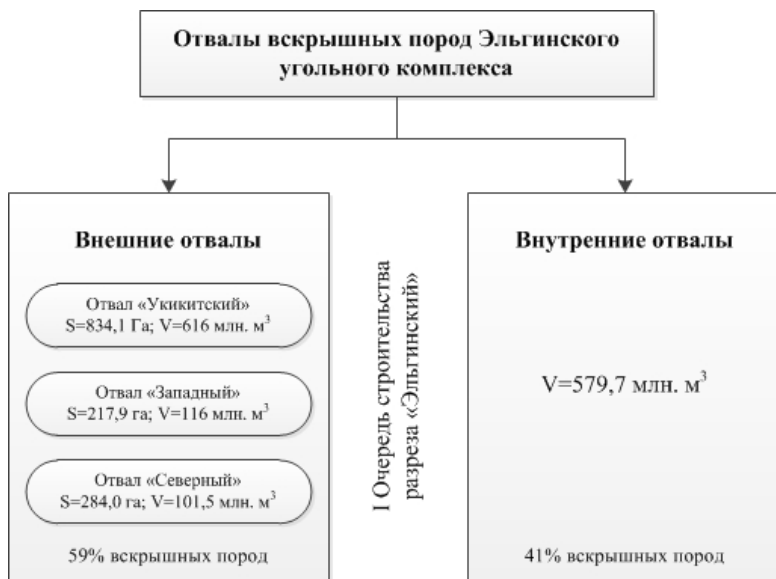 Отвалы вскрышных пород Эльгинского
угольного комплекса
Внешние отвалы
Отвал «Укикитский»
S=834,1 Га; V=616 млн. м³
Отвал «Западный»
S=217,9 га; V=116 млн. м³
Отвал «Северный»
S=284,0 га; V=101,5 млн. м³
59% вскрышных пород
I Очередь строительства
разреза «Эльгинский»
Внутренние отвалы
V=579,7 млн. м³
41% вскрышных пород